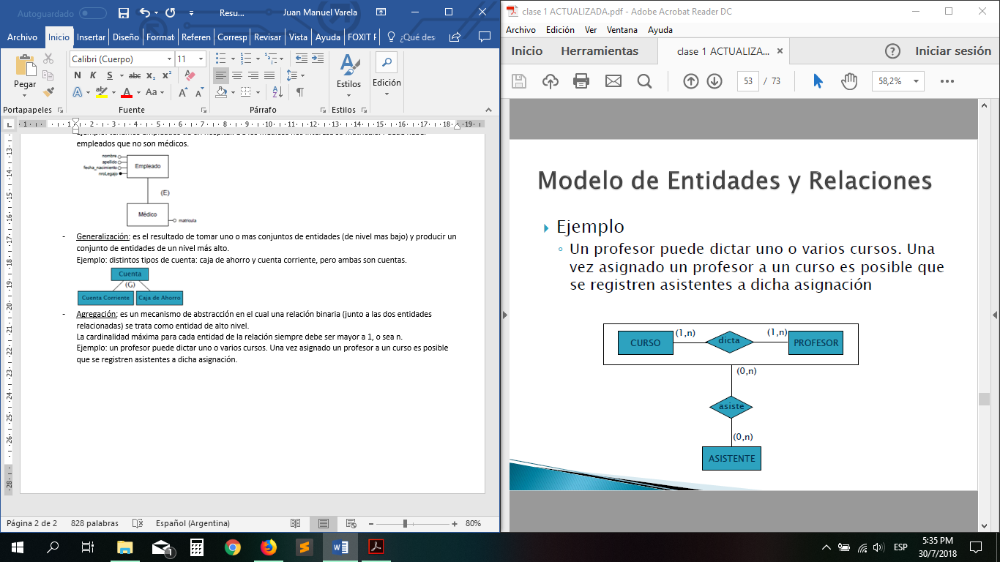 Autoguardado
Resu...
Juan Manuel Varela
Archivo Inicio Insertar Diseño Format Referen Corresp Revisar Vista Ayuda FOXIT F ¿Qué des
Pegar
Calibri (Cuerpo) 11
N K S abc x₂ x²
A aby A Aa A A
Estilos
Edición
Portapapeles Fuente Párrafo Estilos
empleados que no son médicos.
nombre
apellido
fecha_nacimiento
nroLegajo
Empleado
(E)
Médico
matricula
- Generalización: es el resultado de tomar uno o mas conjuntos de entidades (de nivel mas bajo) y producir un
conjunto de entidades de un nivel más alto.
Ejemplo: distintos tipos de cuenta: caja de ahorro y cuenta corriente, pero ambas son cuentas.
Cuenta
(G)
Cuenta Corriente Caja de Ahorro
- Agregación: es un mecanismo de abstracción en el cual una relación binaria (junto a las dos entidades
relacionadas) se trata como entidad de alto nivel.
La cardinalidad máxima para cada entidad de la relación siempre debe ser mayor a 1, o sea n.
Ejemplo: un profesor puede dictar uno o varios cursos. Una vez asignado un profesor a un curso es posible
que se registren asistentes a dicha asignación.
Página 2 de 2 828 palabras Español (Argentina) 80%
clase 1 ACTUALIZADA.pdf - Adobe Acrobat Reader DC
Archivo Edición Ver Ventana Ayuda
Inicio Herramientas clase 1 ACTUALIZA... × Iniciar sesión
53 / 73 58,2%
Modelo de Entidades y Relaciones
Ejemplo
Un profesor puede dictar uno o varios cursos. Una
vez asignado un profesor a un curso es posible que
se registren asistentes a dicha asignación
CURSO (1,n) dicta (1,n) PROFESOR
(0,n)
asiste
(0,n)
ASISTENTE
1
ESP
5:35 PM
30/7/2018